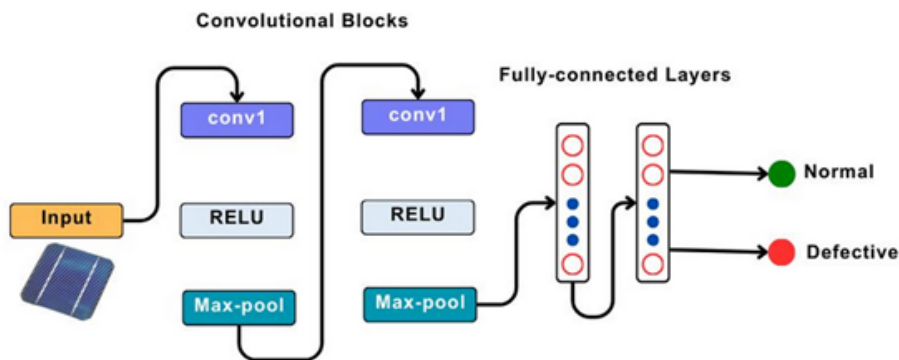 Convolutional Blocks
Fully-connected Layers
Input
conv1
RELU
Max-pool
conv1
RELU
Max-pool
Normal
Defective